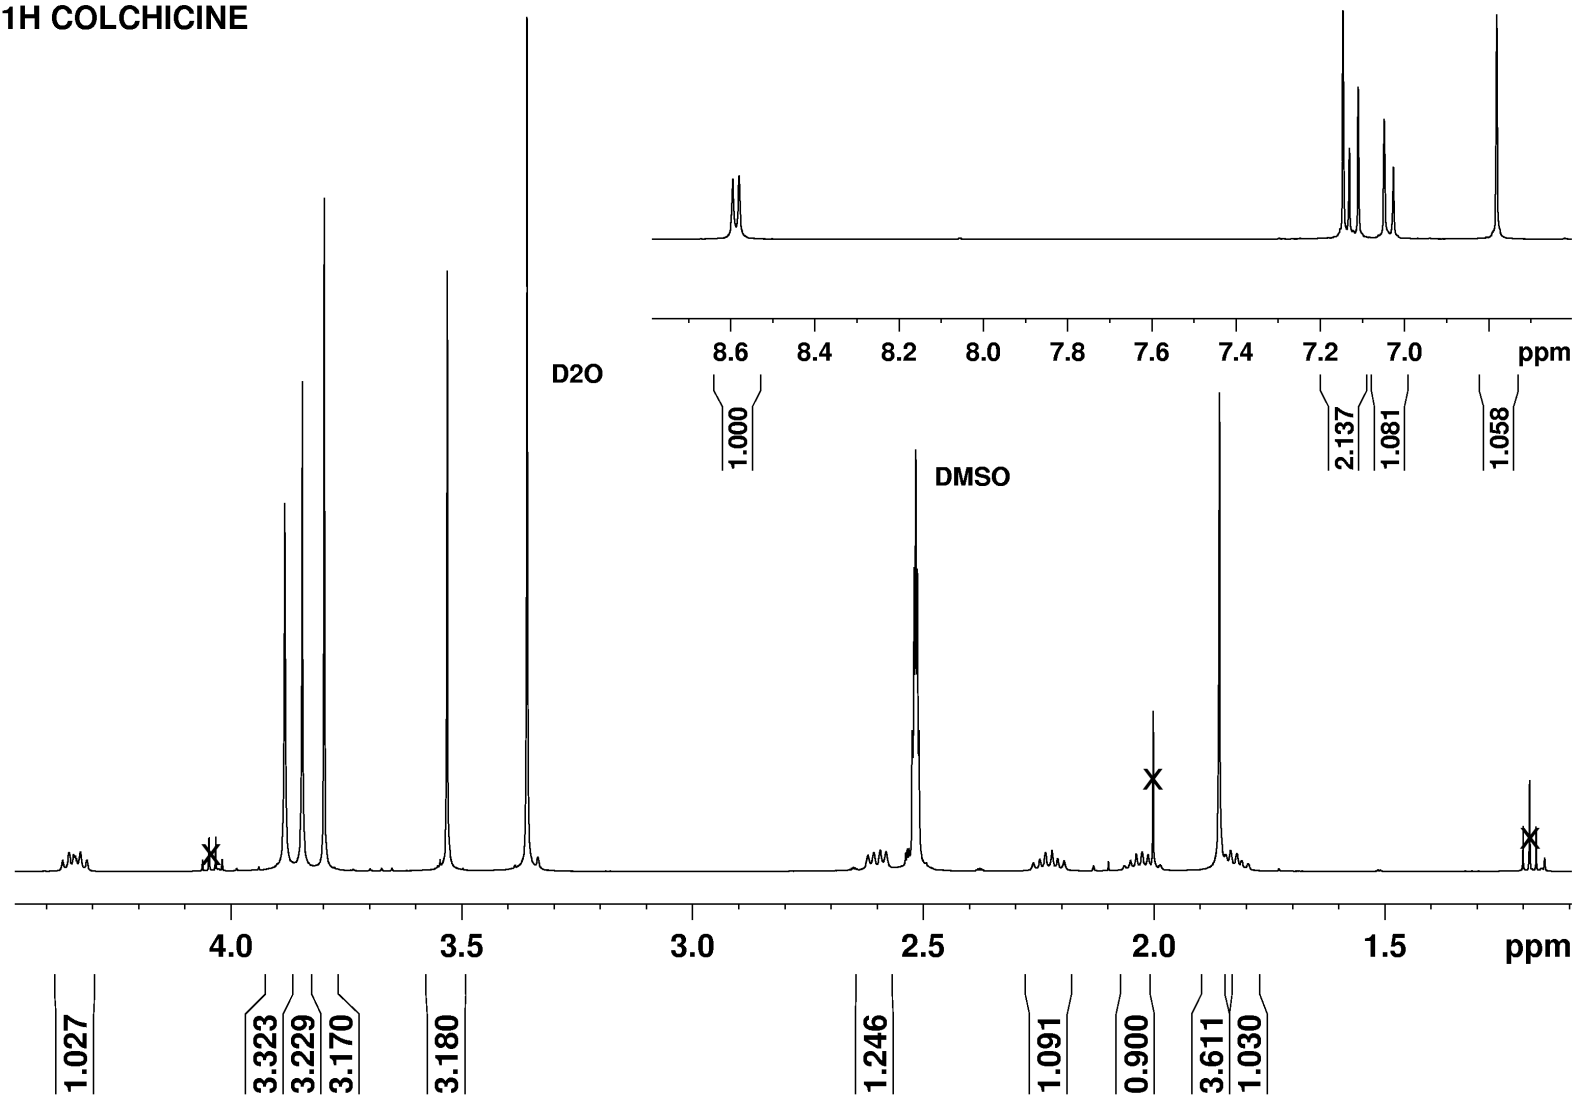 1H COLCHICINE
8.6 8.4 8.2 8.0 7.8 7.6 7.4 7.2 7.0 ppm
D2O
1.000 2.137 1.081 1.058
DMSO
X
X
X
4.0 3.5 3.0 2.5 2.0 1.5 ppm
1.027 3.323 3.229 3.170 3.180 1.246 1.091 0.900 3.611 1.030